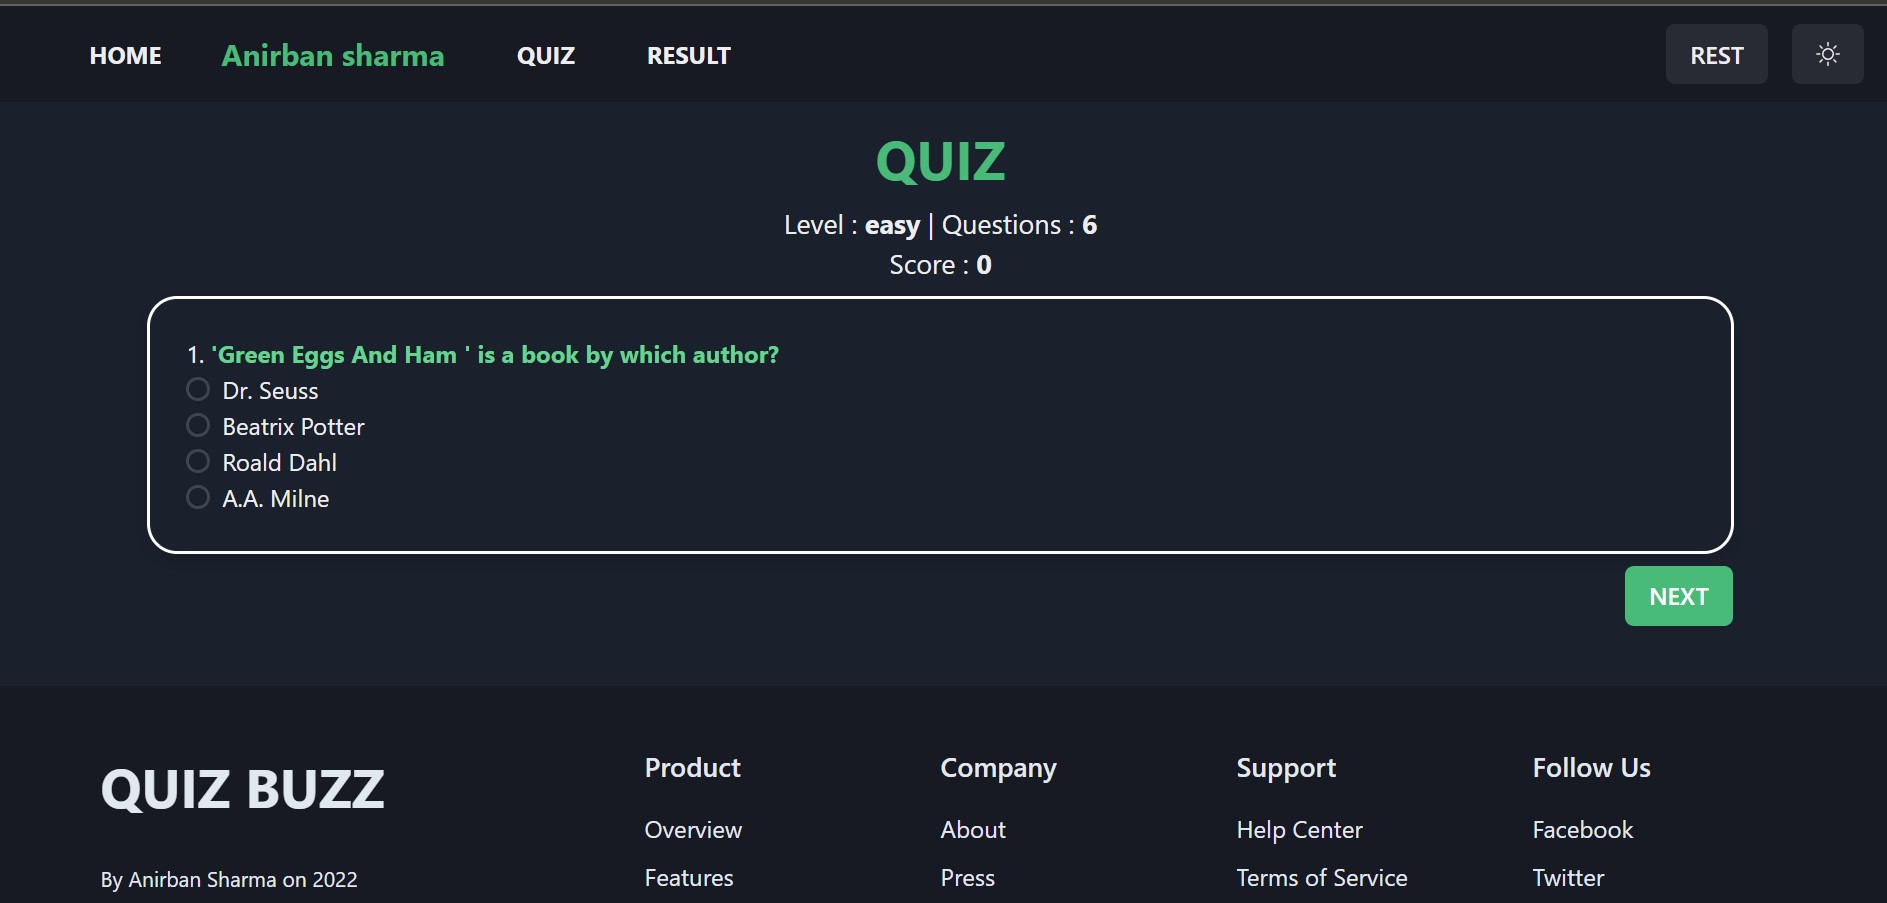 HOME Anirban sharma QUIZ RESULT REST
QUIZ
Level : easy | Questions : 6
Score : 0
1. 'Green Eggs And Ham ' is a book by which author?
Dr. Seuss
Beatrix Potter
Roald Dahl
A.A. Milne
NEXT
QUIZ BUZZ
By Anirban Sharma on 2022
Product
Overview
Features
Company
About
Press
Support
Help Center
Terms of Service
Follow Us
Facebook
Twitter